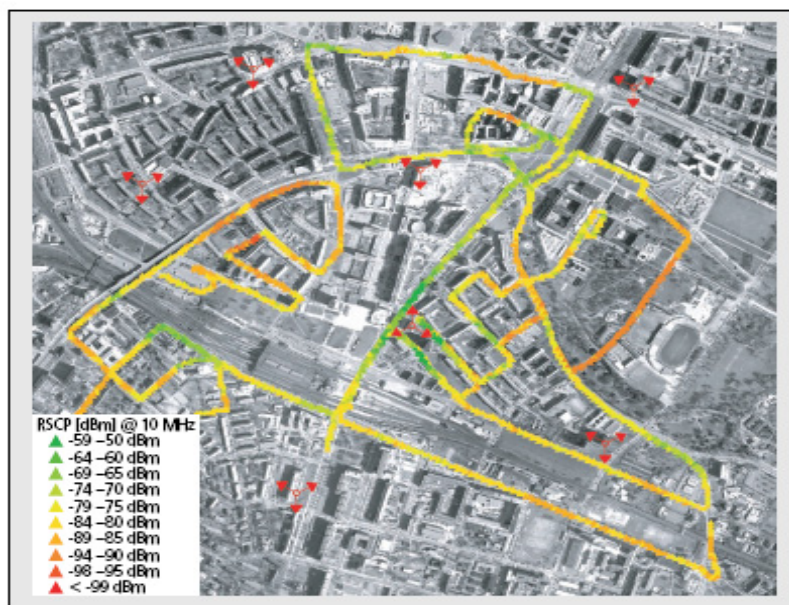 RSCP [dBm] @ 10 MHz
-59 –50 dBm
-64 –60 dBm
-69 –65 dBm
-74 –70 dBm
-79 –75 dBm
-84 –80 dBm
-89 –85 dBm
-94 –90 dBm
-98 –95 dBm
< -99 dBm